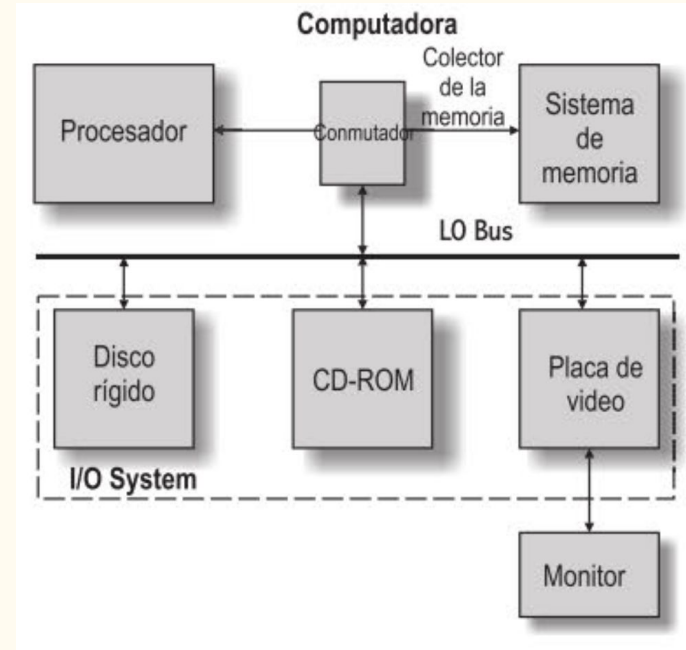 Computadora
Procesador
Conmutador
Colector
de la
memoria
Sistema
de
memoria
LO Bus
Disco
rígido
CD-ROM
Placa de
video
I/O System
Monitor